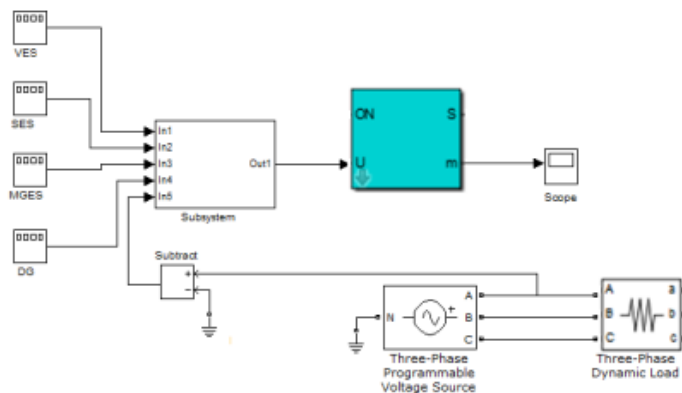 VES
SES
MGES
DG
In1
In2
In3
In4
In5
Out1
Subsystem
ON
S
U
m
Scope
Subtract
+
−
N
+
A
B
C
Three-Phase
Programmable
Voltage Source
A
B
C
a
b
c
Three-Phase
Dynamic Load